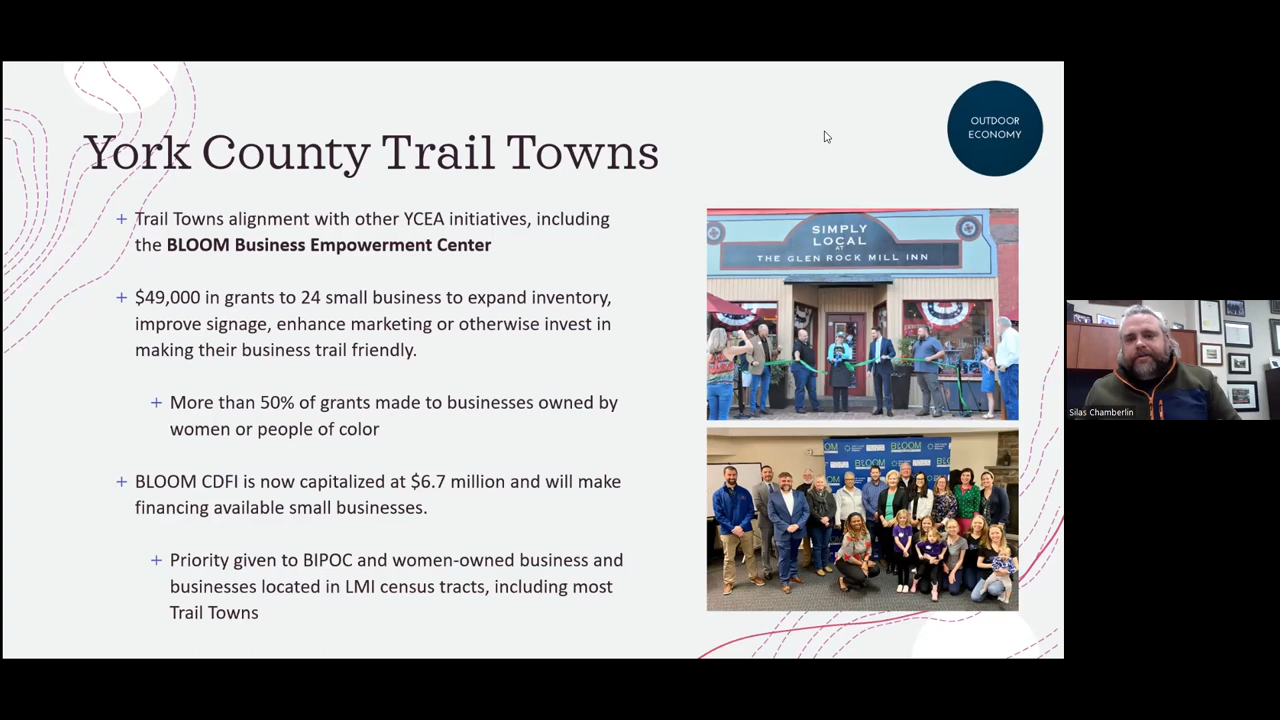 OUTDOOR
ECONOMY
York County Trail Towns
+ Trail Towns alignment with other YCEA initiatives, including
the BLOOM Business Empowerment Center
+ $49,000 in grants to 24 small business to expand inventory,
improve signage, enhance marketing or otherwise invest in
making their business trail friendly.
+ More than 50% of grants made to businesses owned by
women or people of color
+ BLOOM CDFI is now capitalized at $6.7 million and will make
financing available small businesses.
+ Priority given to BIPOC and women-owned business and
businesses located in LMI census tracts, including most
Trail Towns
SIMPLY
LOCAL
AT
THE GLEN ROCK MILL INN
BLOOM
BLOOM
Silas Chamberlin